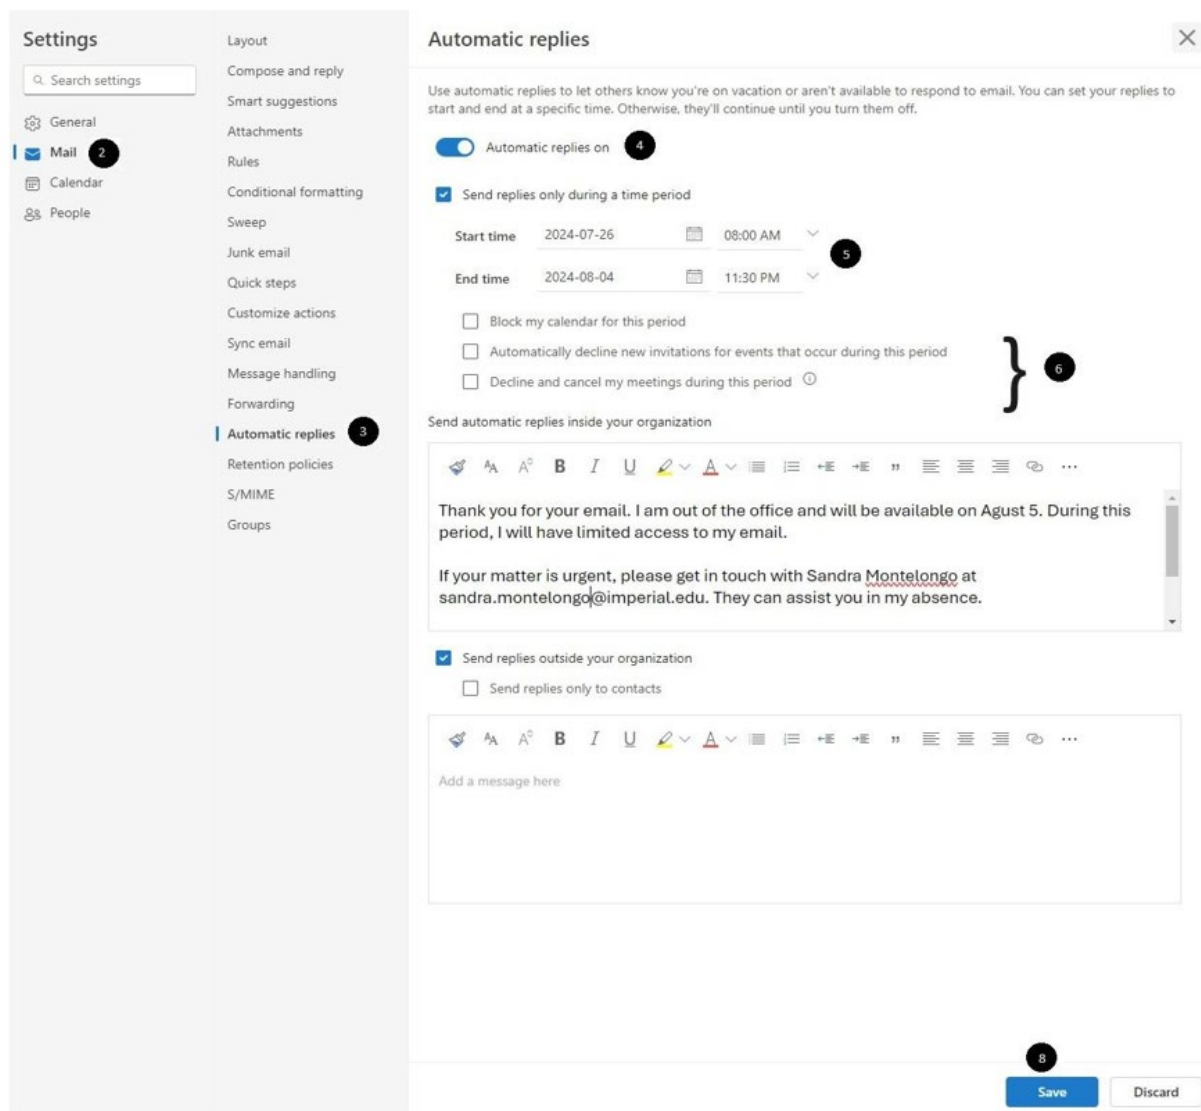 Settings
Search settings
General
Mail 2
Calendar
People
Layout
Compose and reply
Smart suggestions
Attachments
Rules
Conditional formatting
Sweep
Junk email
Quick steps
Customize actions
Sync email
Message handling
Forwarding
Automatic replies 3
Retention policies
S/MIME
Groups
Automatic replies
Use automatic replies to let others know you're on vacation or aren't available to respond to email. You can set your replies to
start and end at a specific time. Otherwise, they'll continue until you turn them off.
Automatic replies on 4
Send replies only during a time period
Start time 2024-07-26 08:00 AM
5
End time 2024-08-04 11:30 PM
Block my calendar for this period
Automatically decline new invitations for events that occur during this period
} 6
Decline and cancel my meetings during this period
Send automatic replies inside your organization
Thank you for your email. I am out of the office and will be available on Agust 5. During this
period, I will have limited access to my email.
If your matter is urgent, please get in touch with Sandra Montelongo at
sandra.montelongo@imperial.edu. They can assist you in my absence.
Send replies outside your organization
Send replies only to contacts
Add a message here
8
Save Discard